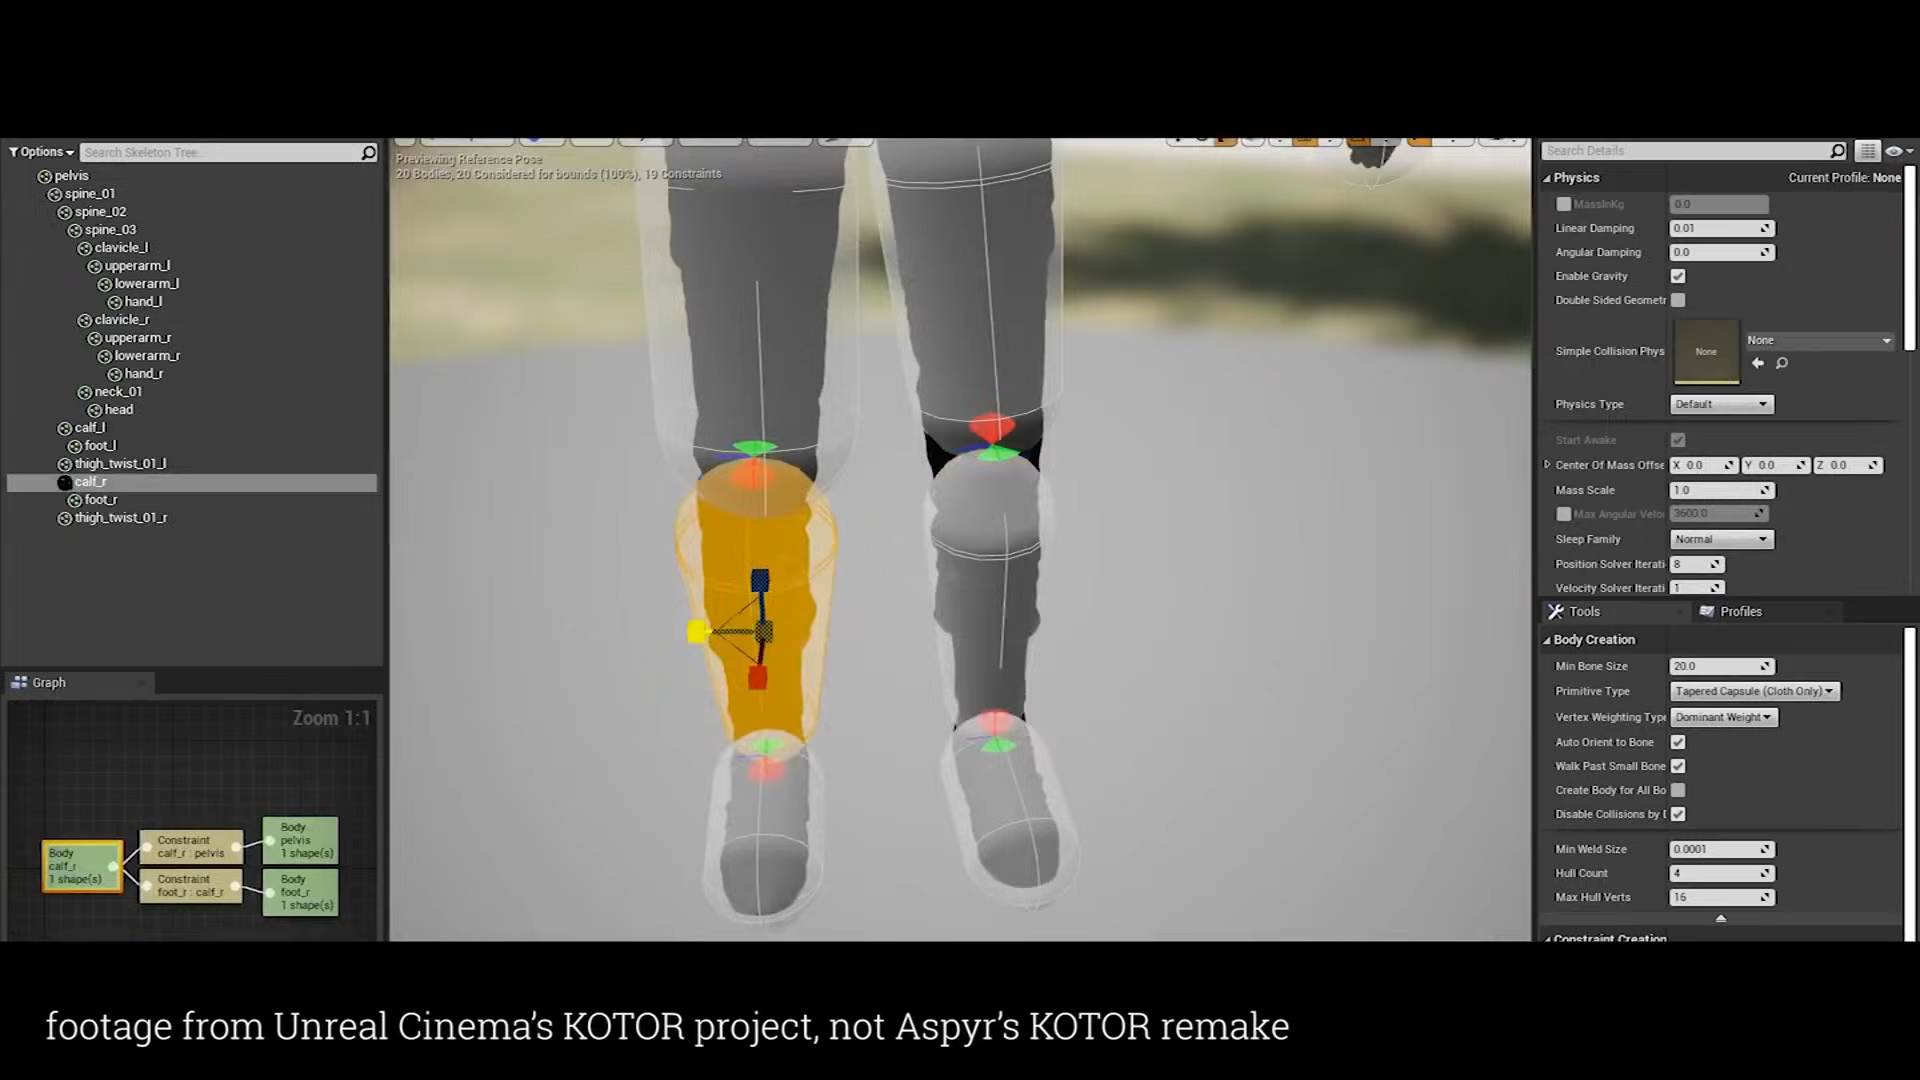 Options
Search Skeleton Tree...
pelvis
spine_01
spine_02
spine_03
clavicle_l
upperarm_l
lowerarm_l
hand_l
clavicle_r
upperarm_r
lowerarm_r
hand_r
neck_01
head
calf_l
foot_l
thigh_twist_01_l
calf_r
foot_r
thigh_twist_01_r
Graph
Zoom 1:1
Body
calf_r
1 shape(s)
Constraint
calf_r : pelvis
Constraint
foot_r : calf_r
Body
pelvis
1 shape(s)
Body
foot_r
1 shape(s)
Previewing Reference Pose
20 Bodies, 20 Considered for bounds (100%), 19 Constraints
Search Details
Physics Current Profile: None
MassInKg 0.0
Linear Damping 0.01
Angular Damping 0.0
Enable Gravity
Double Sided Geometr
Simple Collision Phys None None
Physics Type Default
Start Awake
Center Of Mass Offse X 0.0 Y 0.0 Z 0.0
Mass Scale 1.0
Max Angular Velo 3600.0
Sleep Family Normal
Position Solver Iterati 8
Velocity Solver Iterati 1
Tools Profiles
Body Creation
Min Bone Size 20.0
Primitive Type Tapered Capsule (Cloth Only)
Vertex Weighting Type Dominant Weight
Auto Orient to Bone
Walk Past Small Bone
Create Body for All Bo
Disable Collisions by
Min Weld Size 0.0001
Hull Count 4
Max Hull Verts 16
Constraint Creation
footage from Unreal Cinema's KOTOR project, not Aspyr's KOTOR remake